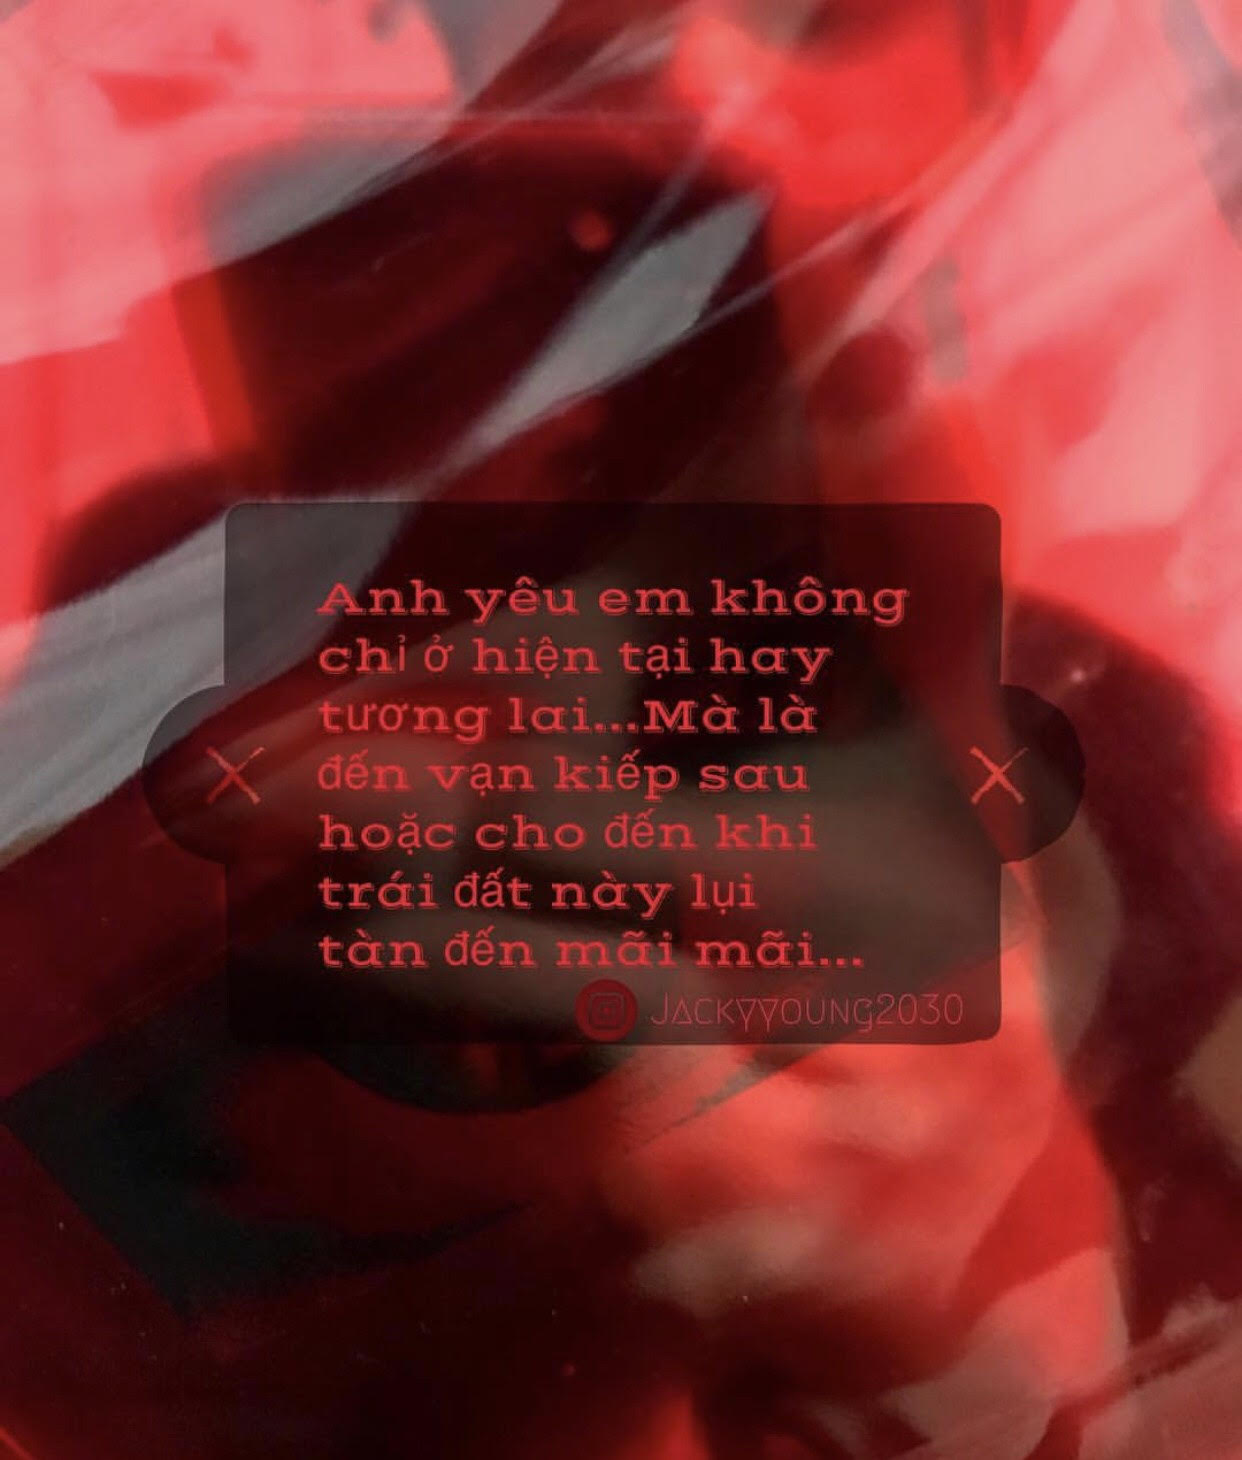 Anh yêu em không
chỉ ở hiện tại hay
tương lai...Mà là
đến vạn kiếp sau
hoặc cho đến khi
trái đất này lụi
tàn đến mãi mãi...
Jackyyoung2030